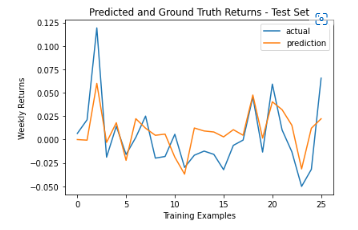 Predicted and Ground Truth Returns - Test Set
actual
prediction
0.125
0.100
0.075
0.050
0.025
0.000
−0.025
−0.050
Weekly Returns
0
5
10
15
20
25
Training Examples